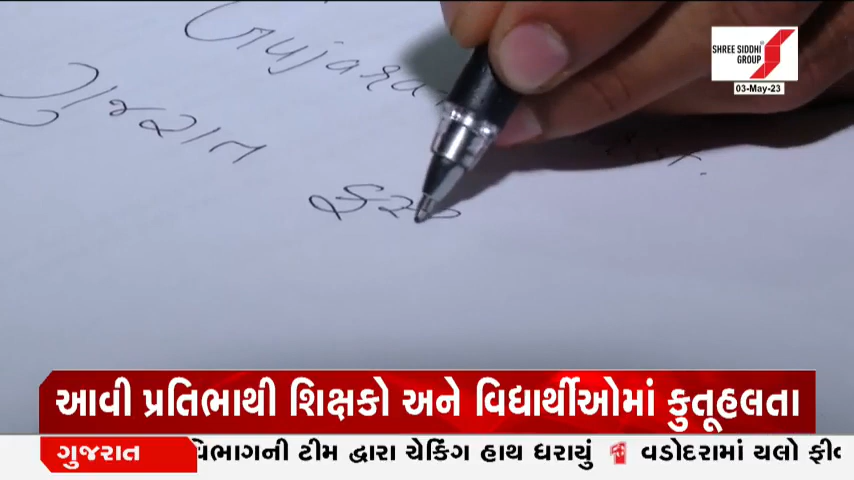 Gujara
ગુજરાત
SHREE SIDDHI
GROUP
03-May-23
આવી પ્રતિભાથી શિક્ષકો અને વિદ્યાર્થીઓમાં કુતૂહલતા
ગુજરાત
વિભાગની ટીમ દ્વારા ચેકિંગ હાથ ધરાયું
વડોદરામાં ચલો